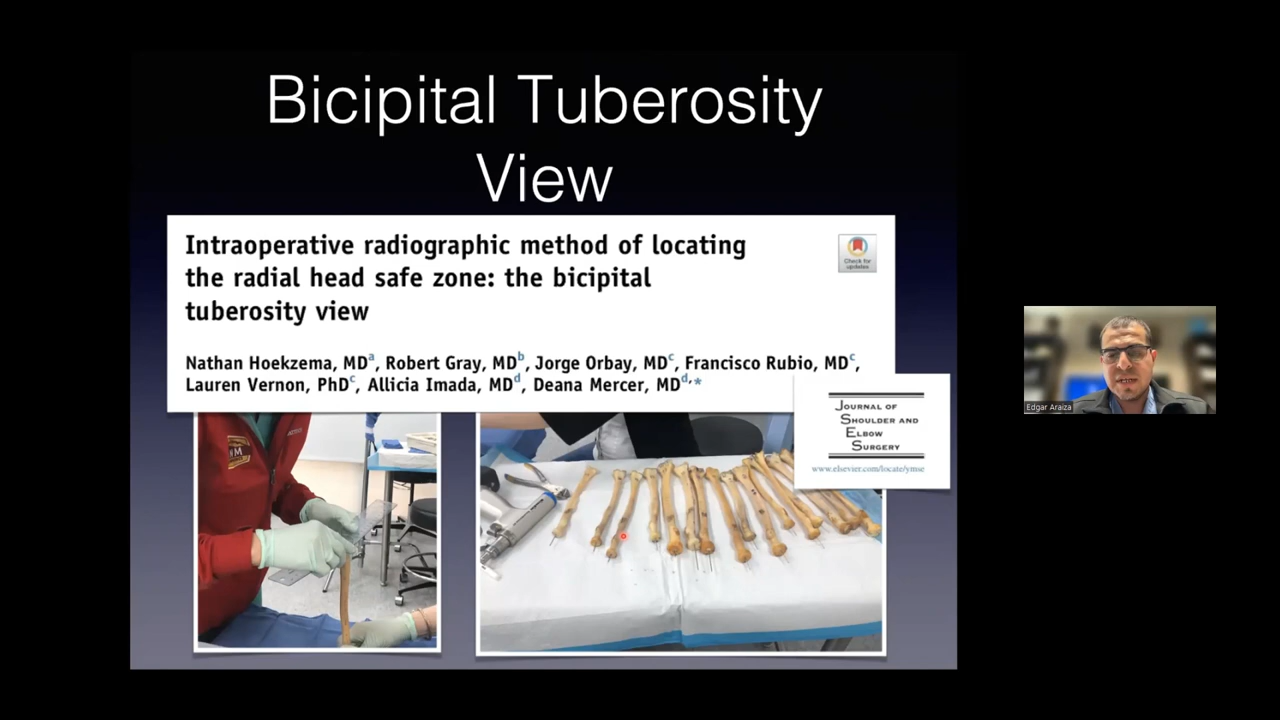 Bicipital Tuberosity
View
Intraoperative radiographic method of locating
the radial head safe zone: the bicipital
tuberosity view
Check for
updates
Nathan Hoekzema, MDa, Robert Gray, MDb, Jorge Orbay, MDc, Francisco Rubio, MDc,
Lauren Vernon, PhDc, Allicia Imada, MDd, Deana Mercer, MDd,*
JOURNAL OF
SHOULDER AND
ELBOW
SURGERY
www.elsevier.com/locate/ymse
Edgar Araiza